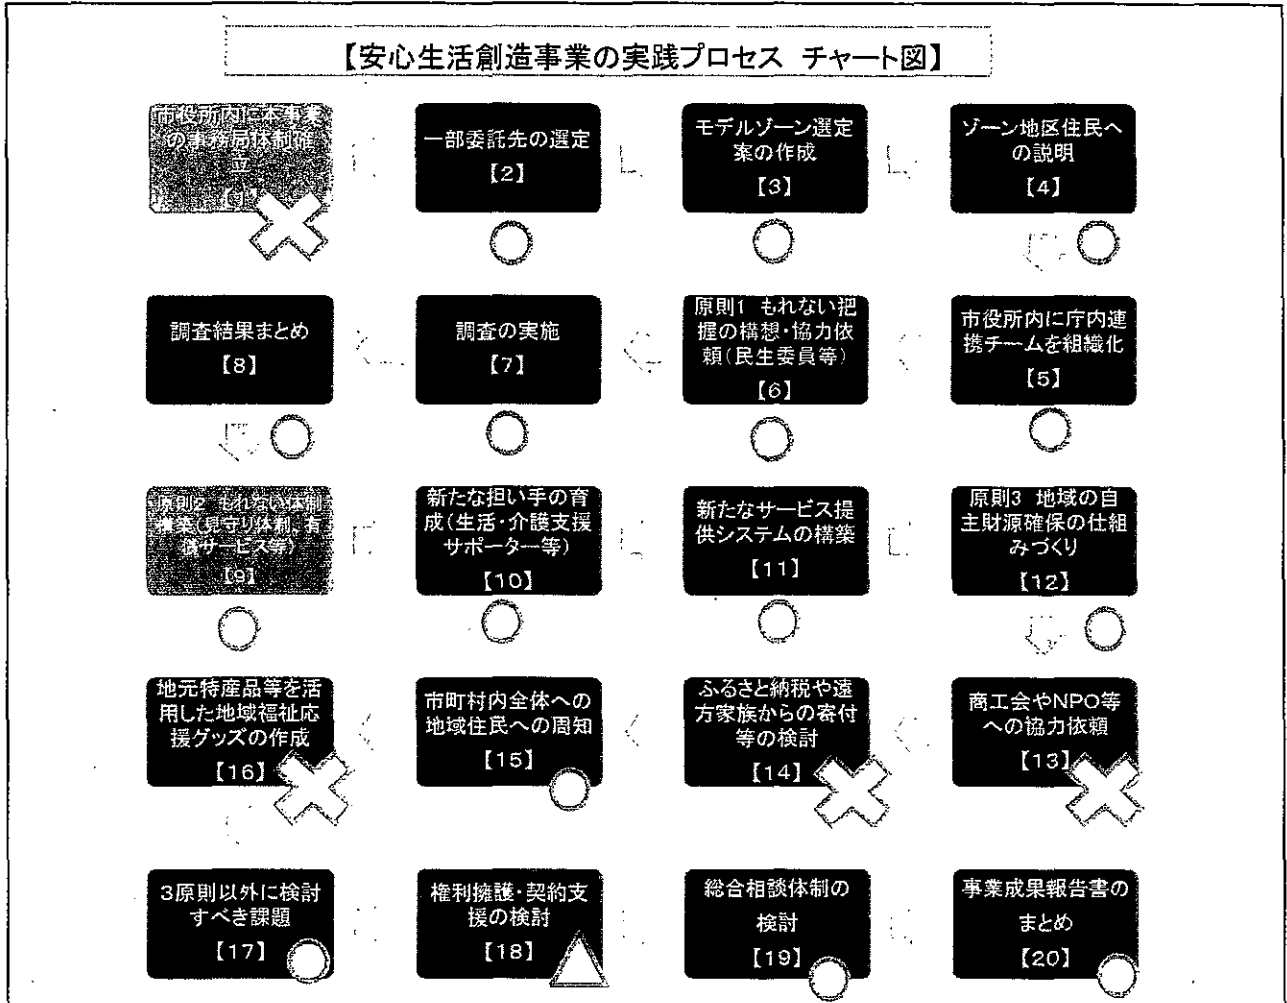 【安心生活創造事業の実践プロセス チャート図】
市役所内に本事業
の事務局体制確
立
【1】
一部委託先の選定
【2】
モデルゾーン選定
案の作成
【3】
ゾーン地区住民へ
の説明
【4】
調査結果まとめ
【8】
調査の実施
【7】
原則1 もれない把
握の構想・協力依
頼(民生委員等)
【6】
市役所内に庁内連
携チームを組織化
【5】
原則2 もれない体制
構築(見守り体制、有
償サービス等)
【9】
新たな担い手の育
成(生活・介護支援
サポーター等)
【10】
新たなサービス提
供システムの構築
【11】
原則3 地域の自
主財源確保の仕組
みづくり
【12】
地元特産品等を活
用した地域福祉応
援グッズの作成
【16】
市町村内全体への
地域住民への周知
【15】
ふるさと納税や遠
方家族からの寄付
等の検討
【14】
商工会やNPO等
への協力依頼
【13】
3原則以外に検討
すべき課題
【17】
権利擁護・契約支
援の検討
【18】
総合相談体制の
検討
【19】
事業成果報告書の
まとめ
【20】